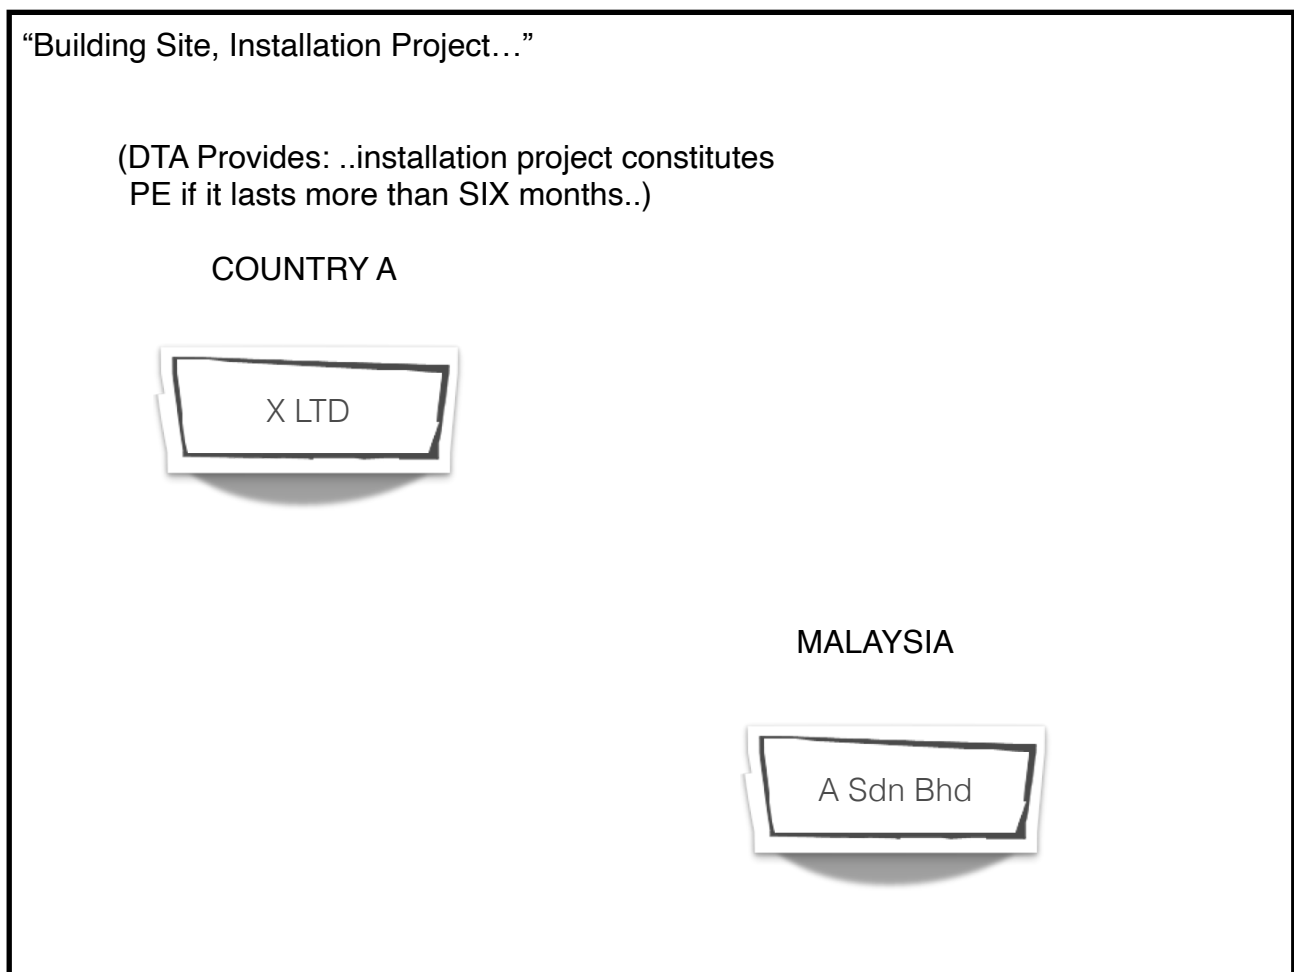 “Building Site, Installation Project…”
(DTA Provides: ..installation project constitutes
PE if it lasts more than SIX months..)
COUNTRY A
X LTD
MALAYSIA
A Sdn Bhd